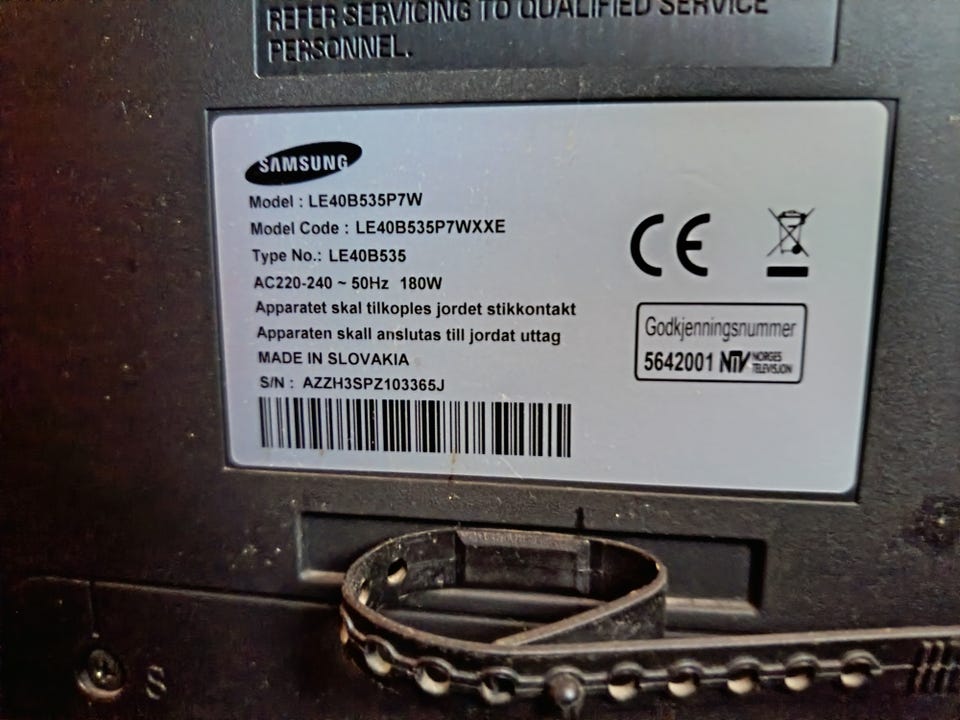 REFER SERVICING TO QUALIFIED SERVICE
PERSONNEL.
SAMSUNG
Model : LE40B535P7W
Model Code : LE40B535P7WXXE
Type No.: LE40B535
AC220-240 ~ 50Hz 180W
Apparatet skal tilkoples jordet stikkontakt
Apparaten skall anslutas till jordat uttag
MADE IN SLOVAKIA
S/N : AZZH3SPZ103365J
CE
Godkjenningsnummer
5642001 NTV NORGES
TELEVISJON
S